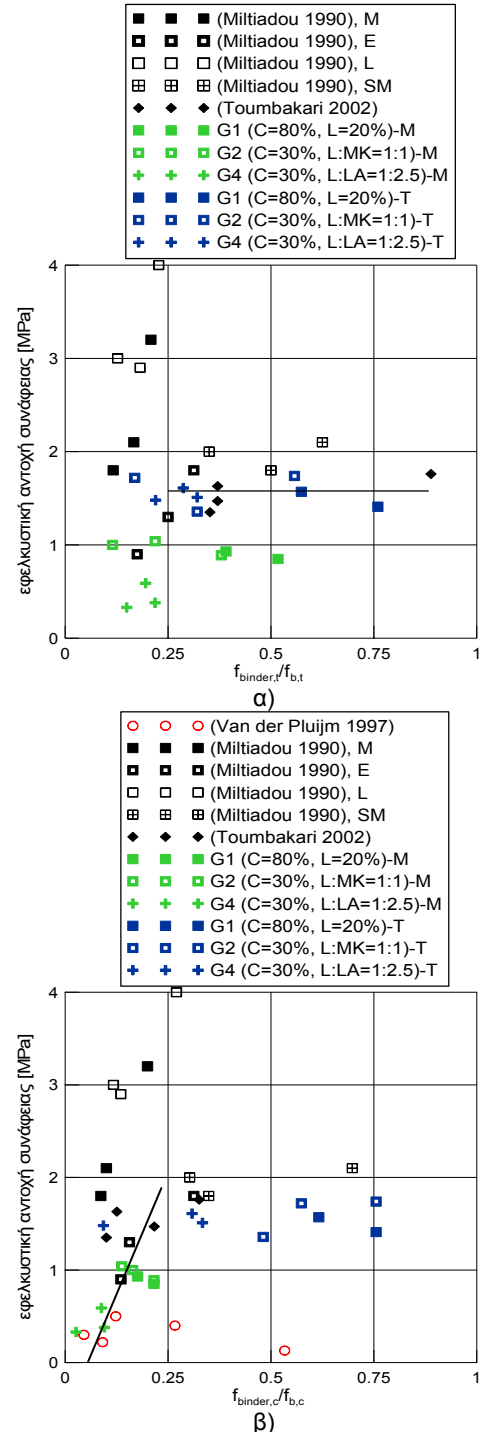 (Miltiadou 1990), M
(Miltiadou 1990), E
(Miltiadou 1990), L
(Miltiadou 1990), SM
(Toumbakari 2002)
G1 (C=80%, L=20%)-M
G2 (C=30%, L:MK=1:1)-M
G4 (C=30%, L:LA=1:2.5)-M
G1 (C=80%, L=20%)-T
G2 (C=30%, L:MK=1:1)-T
G4 (C=30%, L:LA=1:2.5)-T
εφελκυστική αντοχή συνάφειας [MPa]
4
3
2
1
0
0 0.25 0.5 0.75 1
f_binder,t/f_b,t
α)
(Van der Pluijm 1997)
(Miltiadou 1990), M
(Miltiadou 1990), E
(Miltiadou 1990), L
(Miltiadou 1990), SM
(Toumbakari 2002)
G1 (C=80%, L=20%)-M
G2 (C=30%, L:MK=1:1)-M
G4 (C=30%, L:LA=1:2.5)-M
G1 (C=80%, L=20%)-T
G2 (C=30%, L:MK=1:1)-T
G4 (C=30%, L:LA=1:2.5)-T
εφελκυστική αντοχή συνάφειας [MPa]
4
3
2
1
0
0 0.25 0.5 0.75 1
f_binder,c/f_b,c
β)